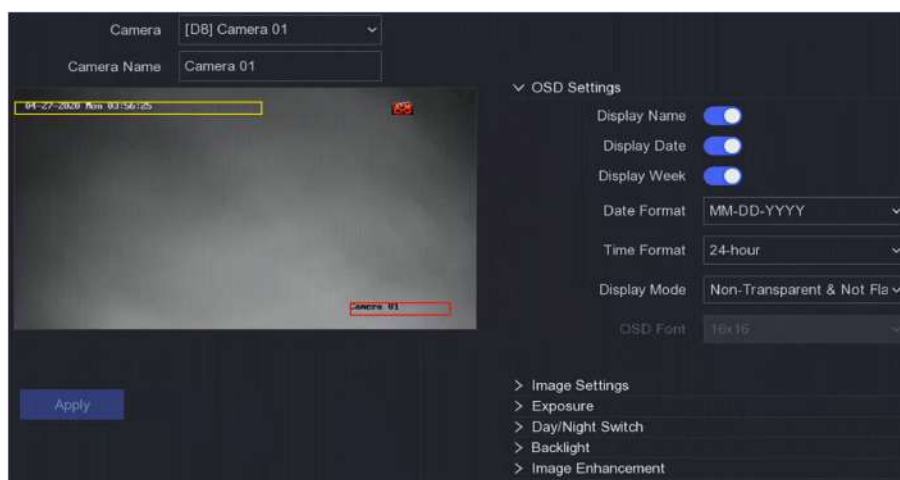 Camera [D8] Camera 01
Camera Name Camera 01
04-27-2020 Mon 03:56:25
Camera 01
OSD Settings
Display Name
Display Date
Display Week
Date Format MM-DD-YYYY
Time Format 24-hour
Display Mode Non-Transparent & Not Fla
OSD Font 16x16
Apply
Image Settings
Exposure
Day/Night Switch
Backlight
Image Enhancement